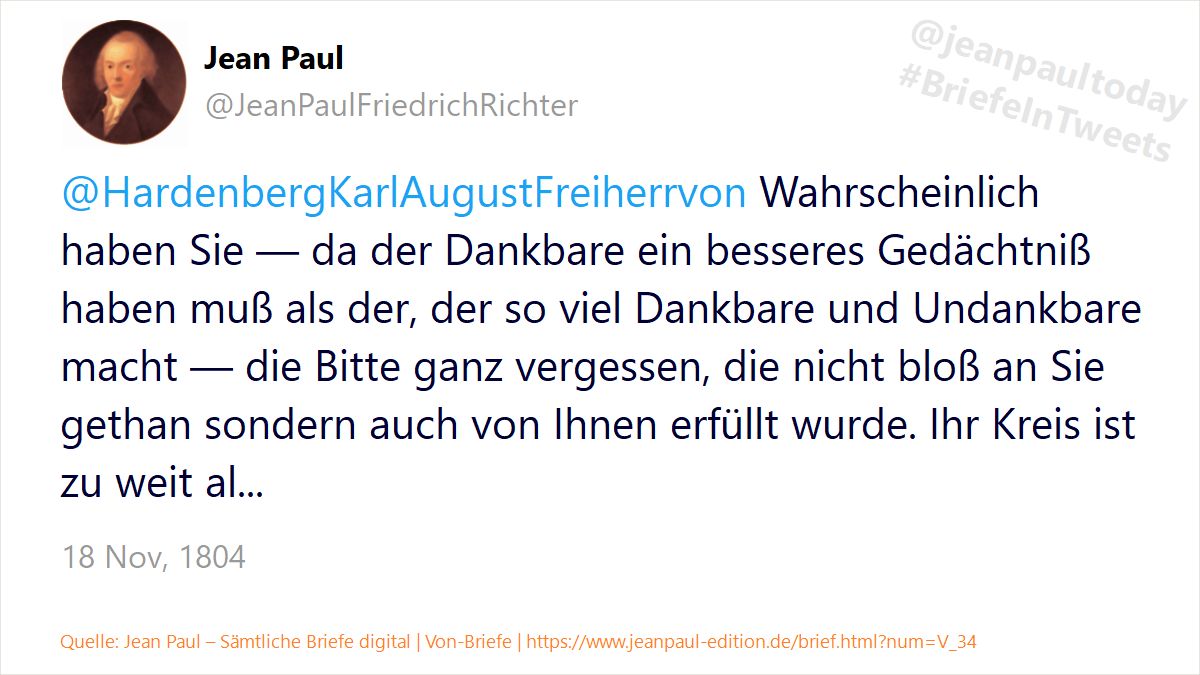 Jean Paul
@JeanPaulFriedrichRichter
@jeanpaultoday
#BriefeInTweets
@HardenbergKarlAugustFreiherrvon Wahrscheinlich
haben Sie — da der Dankbare ein besseres Gedächtniß
haben muß als der, der so viel Dankbare und Undankbare
macht — die Bitte ganz vergessen, die nicht bloß an Sie
gethan sondern auch von Ihnen erfüllt wurde. Ihr Kreis ist
zu weit al...
18 Nov, 1804
Quelle: Jean Paul – Sämtliche Briefe digital | Von-Briefe | https://www.jeanpaul-edition.de/brief.html?num=V_34